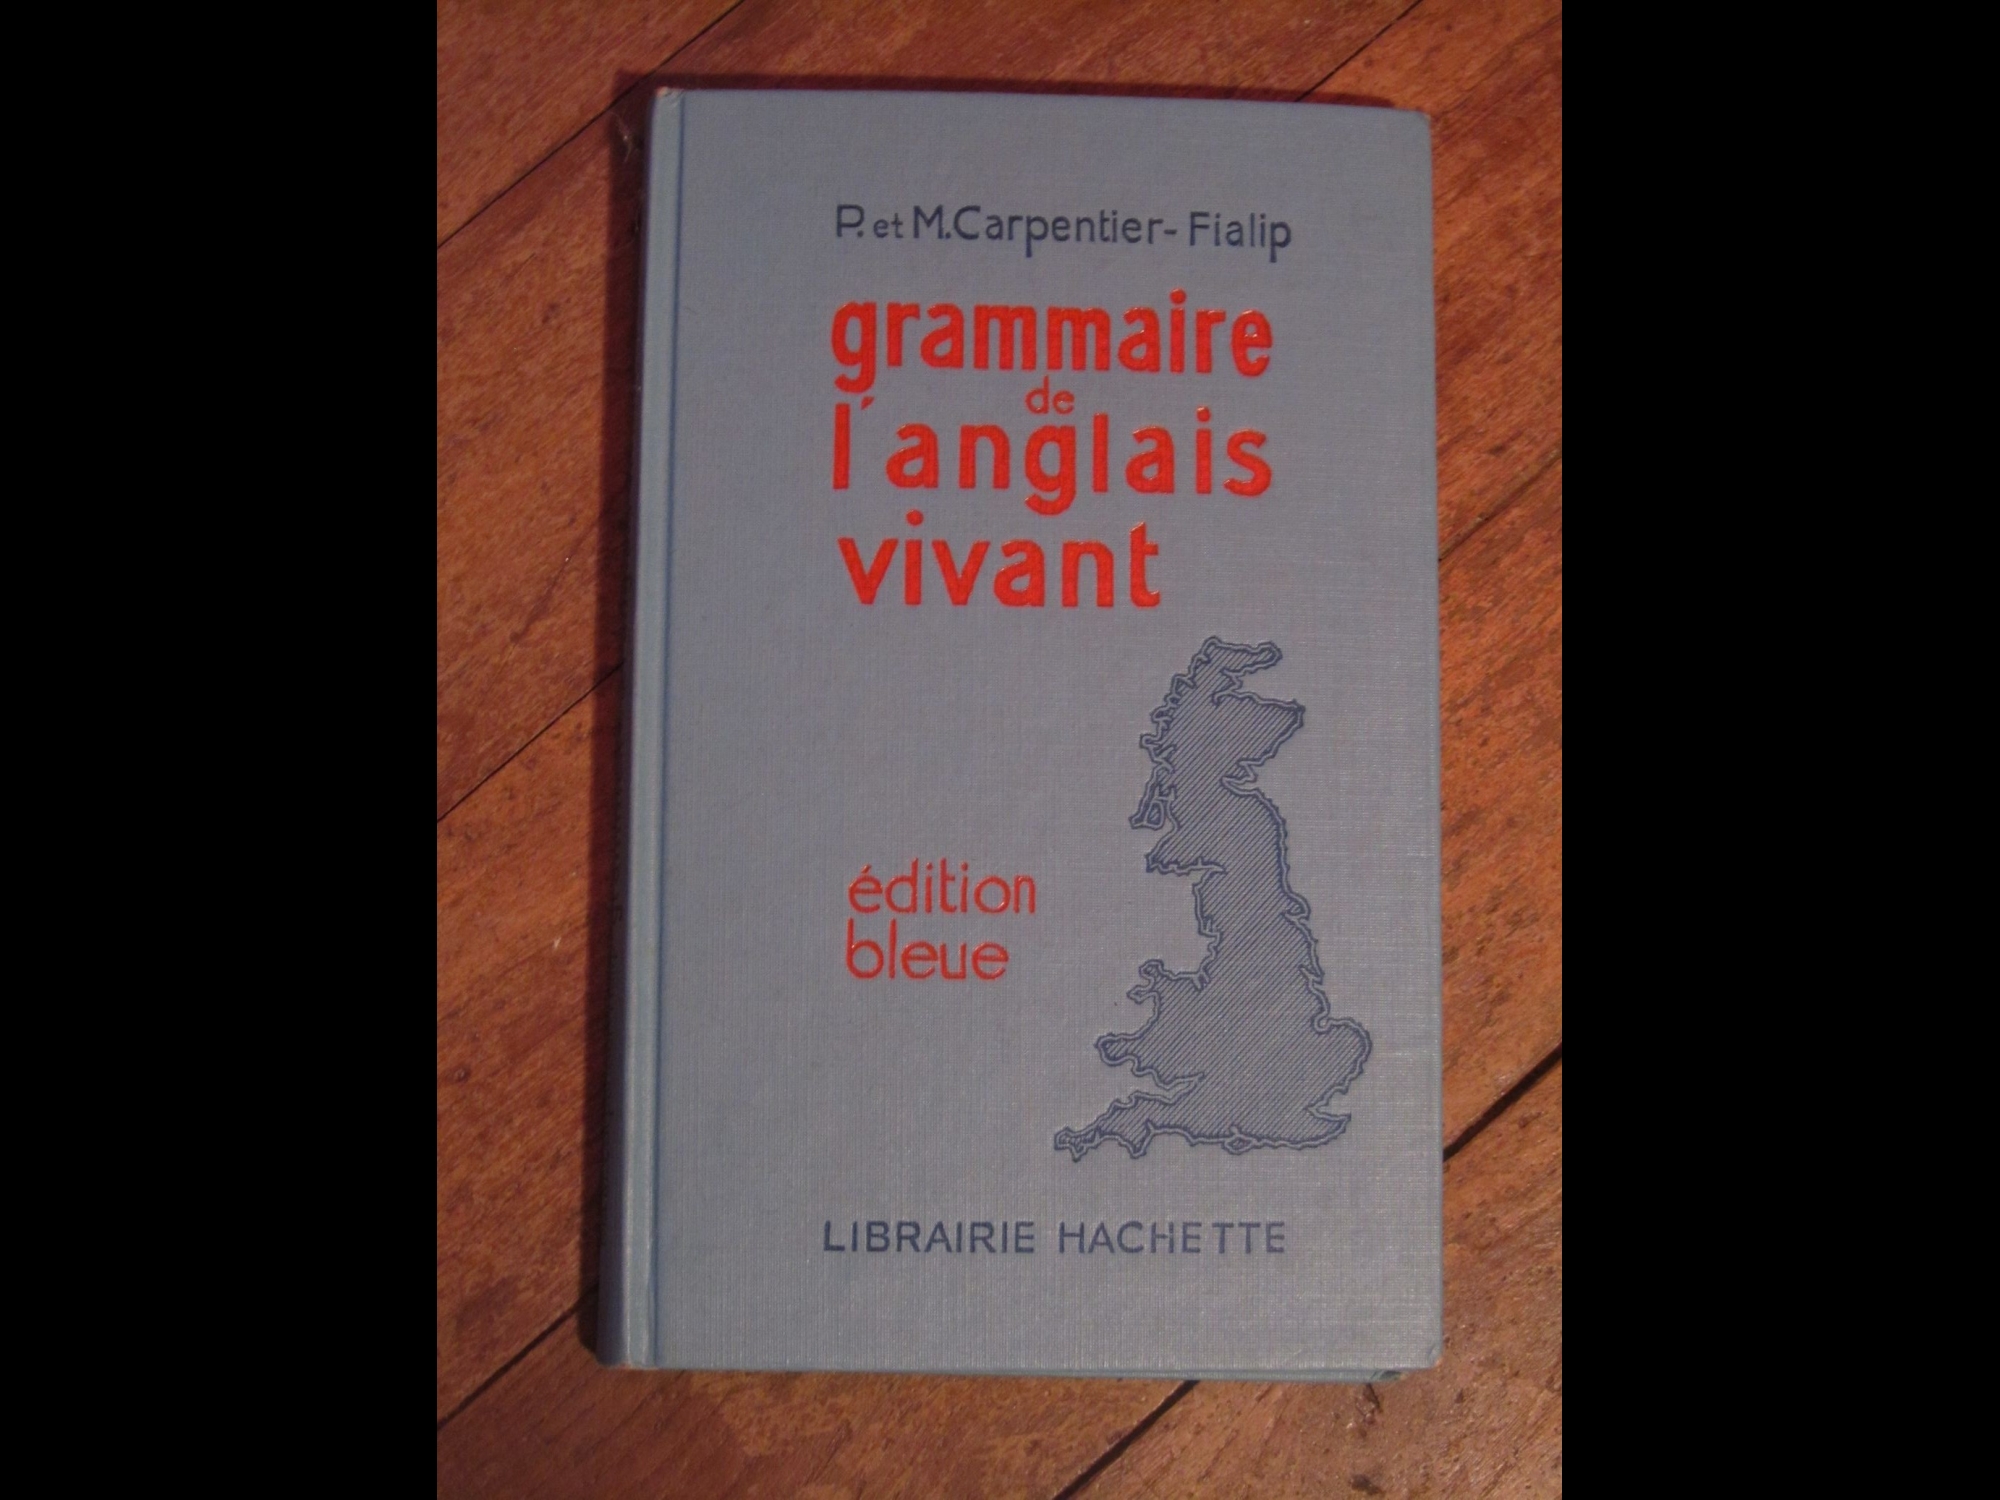 P. et M. Carpentier-Fialip
grammaire
de
l'anglais
vivant
édition
bleue
LIBRAIRIE HACHETTE